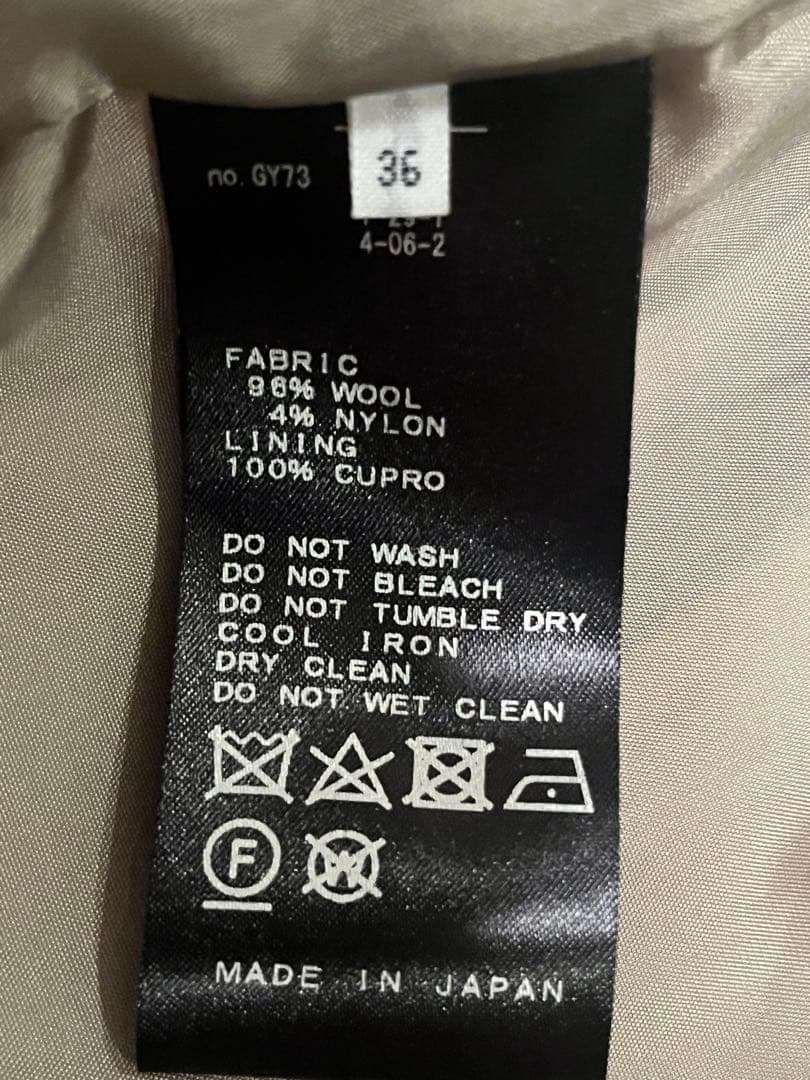 36
no. GY73
4-06-2
FABRIC
96% WOOL
4% NYLON
LINING
100% CUPRO
DO NOT WASH
DO NOT BLEACH
DO NOT TUMBLE DRY
COOL IRON
DRY CLEAN
DO NOT WET CLEAN
F W
MADE IN JAPAN